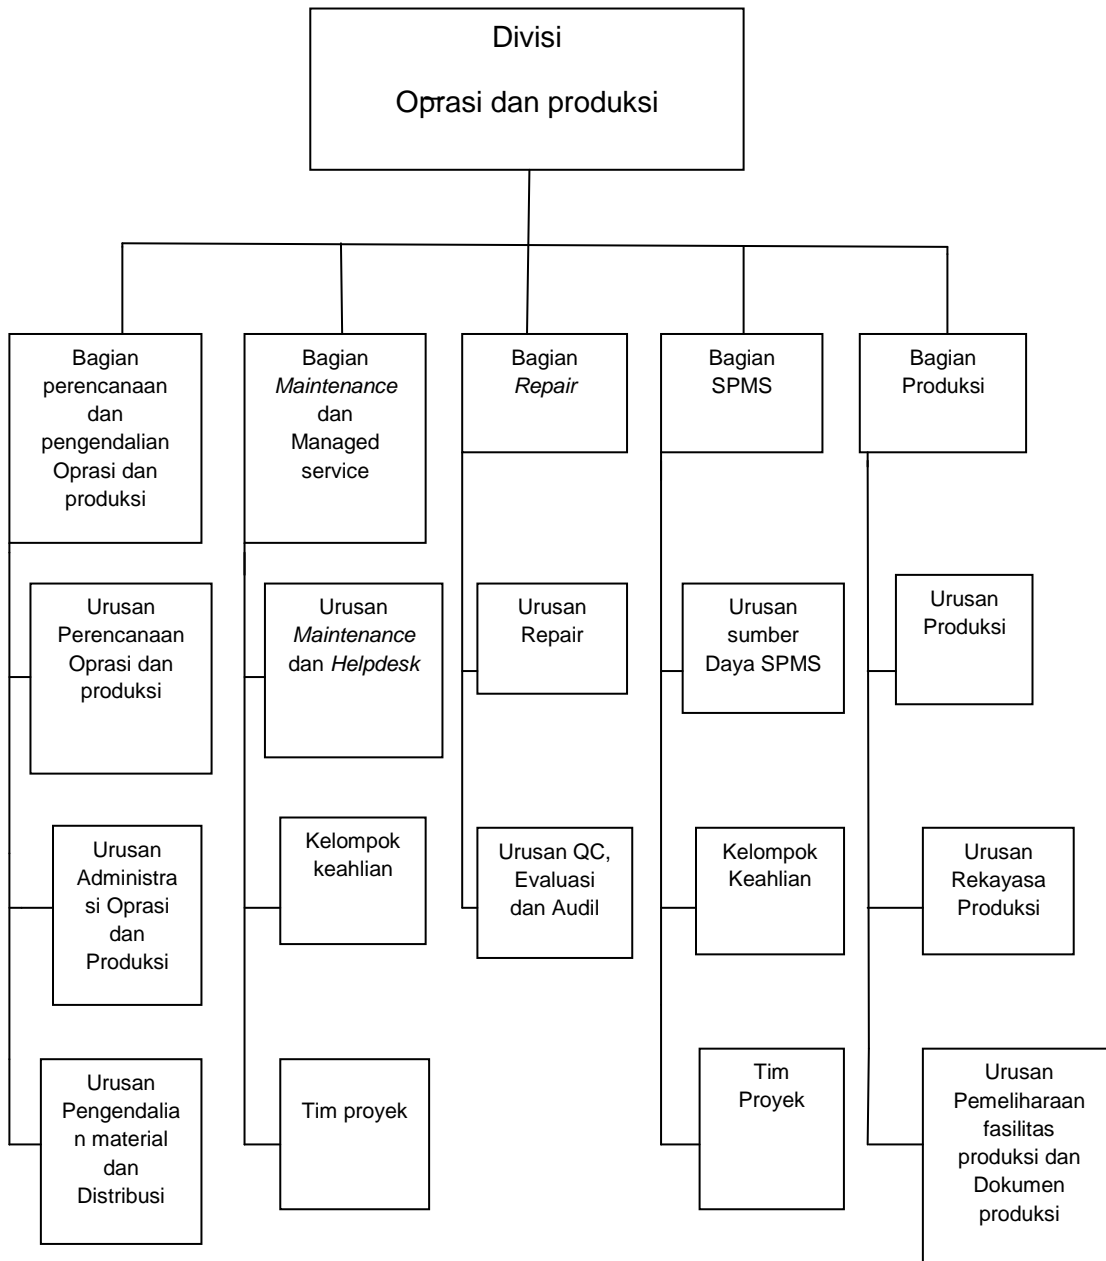 Divisi
Oprasi dan produksi
Bagian
perencanaan
dan
pengendalian
Oprasi dan
produksi
Bagian
Maintenance
dan
Managed
service
Bagian
Repair
Bagian
SPMS
Bagian
Produksi
Urusan
Perencanaan
Oprasi dan
produksi
Urusan
Maintenance
dan Helpdesk
Urusan
Repair
Urusan
sumber
Daya SPMS
Urusan
Produksi
Urusan
Administra
si Oprasi
dan
Produksi
Kelompok
keahlian
Urusan QC,
Evaluasi
dan Audil
Kelompok
Keahlian
Urusan
Rekayasa
Produksi
Urusan
Pengendalia
n material
dan
Distribusi
Tim proyek
Tim
Proyek
Urusan
Pemeliharaan
fasilitas
produksi dan
Dokumen
produksi